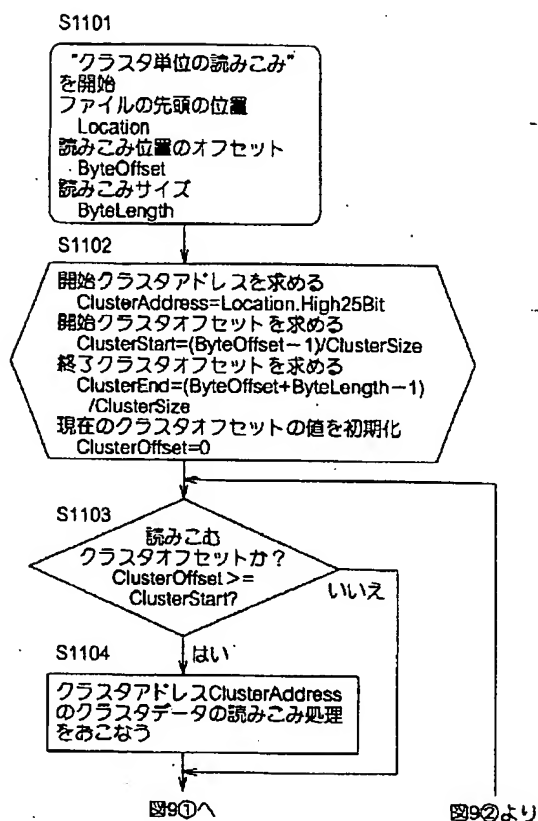 S1101
“クラスタ単位の読みこみ”
を開始
ファイルの先頭の位置
Location
読みこみ位置のオフセット
ByteOffset
読みこみサイズ
ByteLength
S1102
開始クラスタアドレスを求める
ClusterAddress=Location.High25Bit
開始クラスタオフセットを求める
ClusterStart=(ByteOffset−1)/ClusterSize
終了クラスタオフセットを求める
ClusterEnd=(ByteOffset+ByteLength−1)
/ClusterSize
現在のクラスタオフセットの値を初期化
ClusterOffset=0
S1103
読みこむ
クラスタオフセットか?
ClusterOffset>=
ClusterStart?
いいえ
はい
S1104
クラスタアドレスClusterAddress
のクラスタデータの読みこみ処理
をおこなう
図9①へ
図9②より